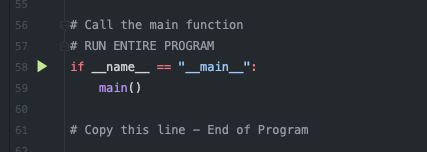 55
56 # Call the main function
57 # RUN ENTIRE PROGRAM
58 if __name__ == "__main__":
59     main()
60
61 # Copy this line - End of Program